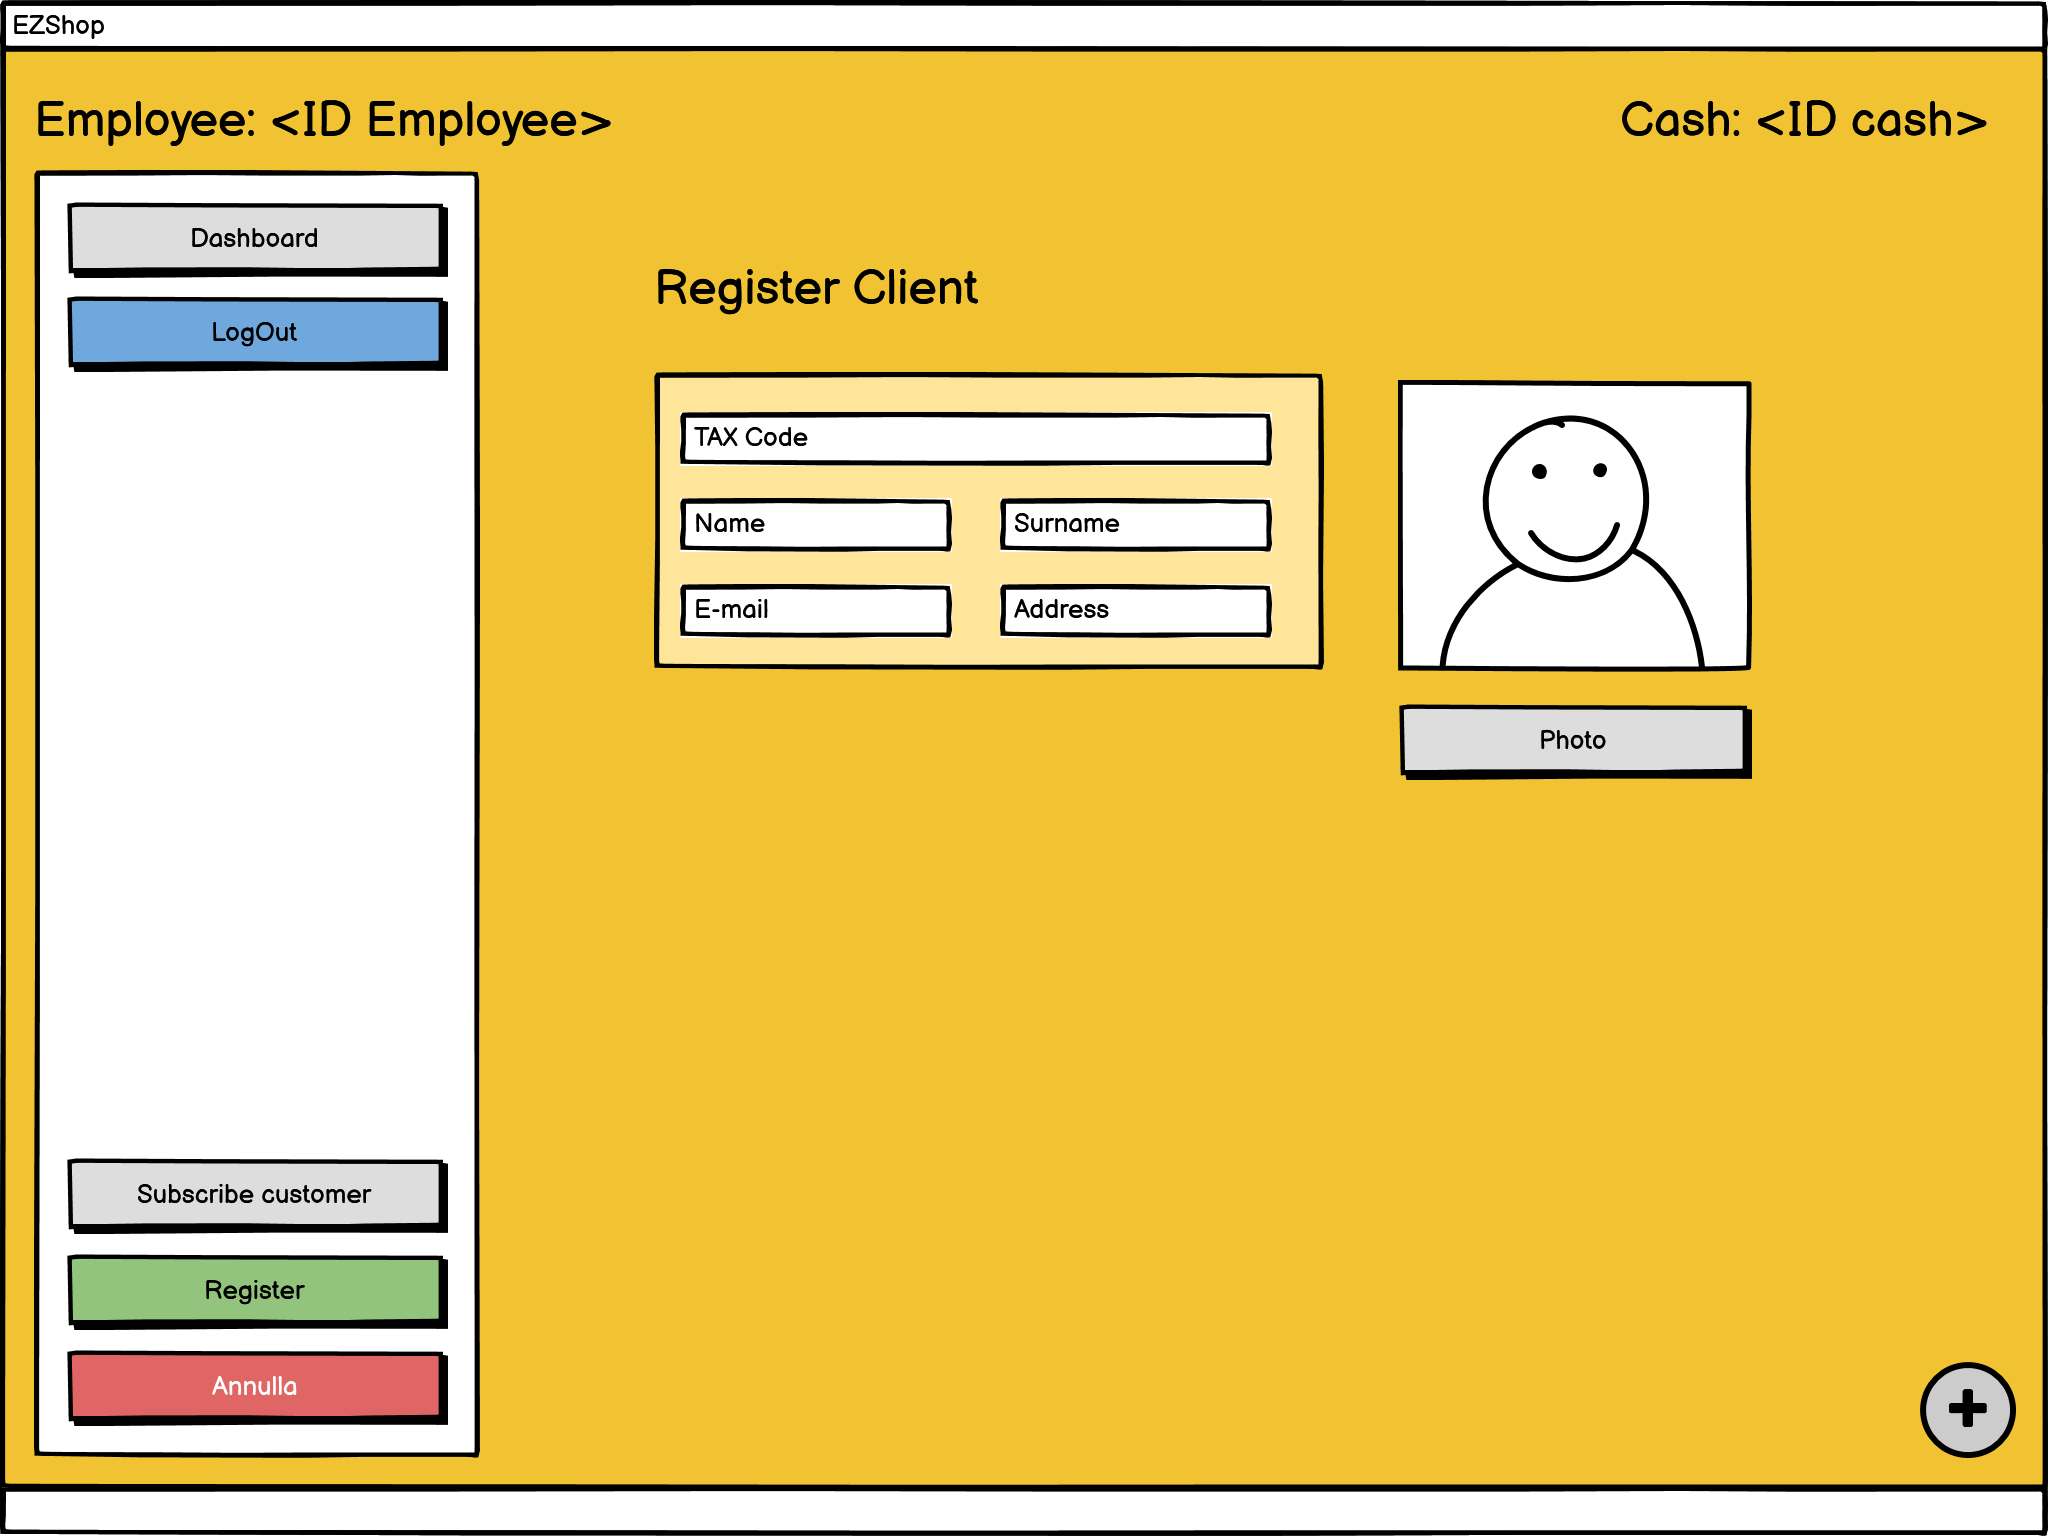 EZShop
Employee: <ID Employee>
Cash: <ID cash>
Dashboard
LogOut
Register Client
TAX Code
Name
Surname
E-mail
Address
Photo
Subscribe customer
Register
Annulla